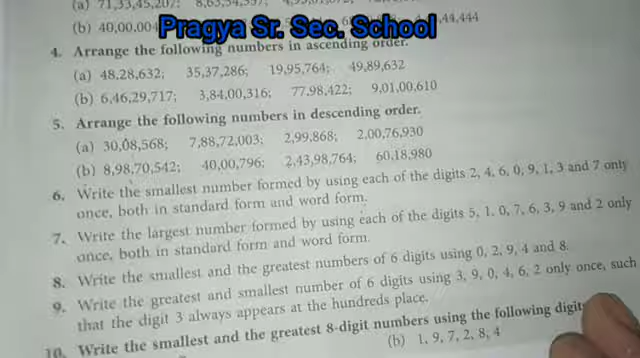 (a) 71,33,45,207;
(b) 40,00,00
Pragya Sr. Sec. School
44,444
4. Arrange the following numbers in ascending order.
(a) 48,28,632; 35,37,286; 19,95,764; 49,89,632
(b) 6,46,29,717; 3,84,00,316; 77,98,422; 9,01,00,610
5. Arrange the following numbers in descending order.
(a) 30,08,568; 7,88,72,003; 2,99,868; 2,00,76,930
(b) 8,98,70,542; 40,00,796; 2,43,98,764; 60,18,980
6. Write the smallest number formed by using each of the digits 2, 4, 6, 0, 9, 1, 3 and 7 only
once, both in standard form and word form.
7. Write the largest number formed by using each of the digits 5, 1, 0, 7, 6, 3, 9 and 2 only
once, both in standard form and word form.
8. Write the smallest and the greatest numbers of 6 digits using 0, 2, 9, 4 and 8.
9. Write the greatest and smallest number of 6 digits using 3, 9, 0, 4, 6, 2 only once, such
that the digit 3 always appears at the hundreds place.
10. Write the smallest and the greatest 8-digit numbers using the following digit
(b) 1, 9, 7, 2, 8, 4